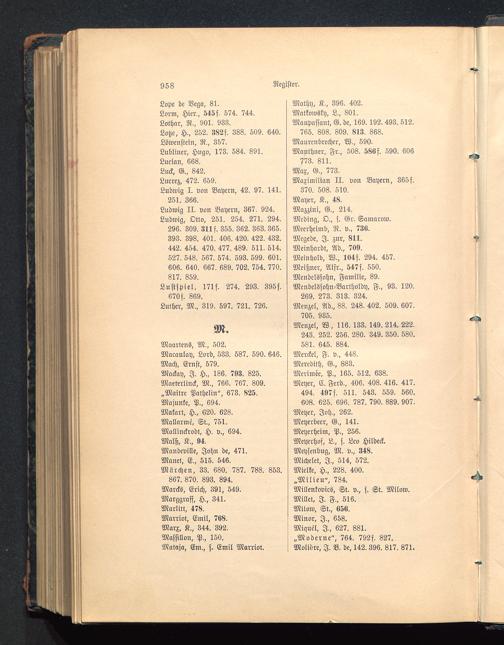 958
Register.
Lope de Vega, 81.
Lorm, Hier., 545f. 574. 744.
Lothar, R., 901. 933.
Lotze, H., 252. 382f. 388. 509. 640.
Löwenstein, R., 357.
Lubliner, Hugo, 173. 584. 891.
Lucian, 668.
Luck, G., 842.
Lucrez, 472. 659.
Ludwig I. von Bayern, 42. 97. 141.
251. 366.
Ludwig II. von Bayern, 367. 924.
Ludwig, Otto, 251. 254. 271. 294.
296. 309. 311f. 355. 362. 363. 365.
393. 398. 401. 406. 420. 422. 432.
442. 454. 470. 477. 489. 511. 514.
527. 548. 567. 574. 593. 599. 601.
606. 640. 667. 689. 702. 754. 770.
817. 859.
Lustspiel, 171f. 274. 293. 395f.
670f. 869.
Luther, M., 319. 597. 721. 726.
M.
Maartens, M., 502.
Macaulay, Lord, 533. 587. 590. 646.
Mach, Ernst, 579.
Mackay, J. H., 186. 793. 825.
Maeterlinck, M., 766. 767. 809.
„Maitre Pathelin“, 673. 825.
Majunke, P., 694.
Makart, H., 620. 628.
Mallarmé, St., 751.
Mallinckrodt, H. v., 694.
Malß, K., 94.
Mandeville, John de, 471.
Manet, E., 515. 546.
Märchen, 33. 680. 787. 788. 853.
867. 870. 893. 894.
Marcks, Erich, 391, 549.
Marggraff, H., 341.
Marlitt, 478.
Marriot, Emil, 768.
Marx, K., 344. 392.
Massillon, P., 150.
Mataja, Em., s. Emil Marriot.
Mathy, K., 396. 402.
Matkowsky, L., 801.
Maupassant, G. de, 169. 192. 493. 512.
765. 808. 809. 813. 868.
Maurenbrecher, W., 590.
Mauthner, Fr., 508. 586f. 590. 606
773. 811.
May, G., 773.
Maximilian II. von Bayern, 365f.
370. 508. 510.
Mayer, K., 48.
Mazzini, G., 214.
Meding, O., s. Gr. Samarow.
Meerheimb, R. v., 736.
Megede, J. zur, 811.
Meinhardt, Ad., 709.
Meinhold, W., 104f. 294. 457.
Meißner, Alfr., 547f. 550.
Mendelssohn, Familie, 89.
Mendelssohn-Bartholdy, F., 93. 120.
269. 273. 313. 324.
Menzel, Ad., 88. 248. 402. 509. 607.
705. 935.
Menzel, W., 116. 133. 149. 214. 222.
243. 252. 256. 280. 349. 350. 580.
581. 645. 884.
Merckel, F. v., 448.
Meredith, G., 883.
Merimée, P., 165. 512. 638.
Meyer, C. Ferd., 406. 408. 416. 417.
494. 497f. 511. 543. 559. 560.
608. 625. 696. 787. 790. 889. 907.
Meyer, Joh., 262.
Meyerbeer, G., 141.
Meyerheim, P., 256.
Meyerhof, L., s. Leo Hildeck.
Meysenbug, M. v., 348.
Michelet, J., 514, 572.
Mielke, H., 228. 400.
„Milieu“, 784.
Millenkovics, St. v., s. St. Milow.
Millet, J. F., 516.
Milow, St., 656.
Minor, J., 658.
Miquél, J., 627. 881.
„Moderne“, 764. 792f. 827.
Molière, J. B. de, 142. 396. 817. 871.